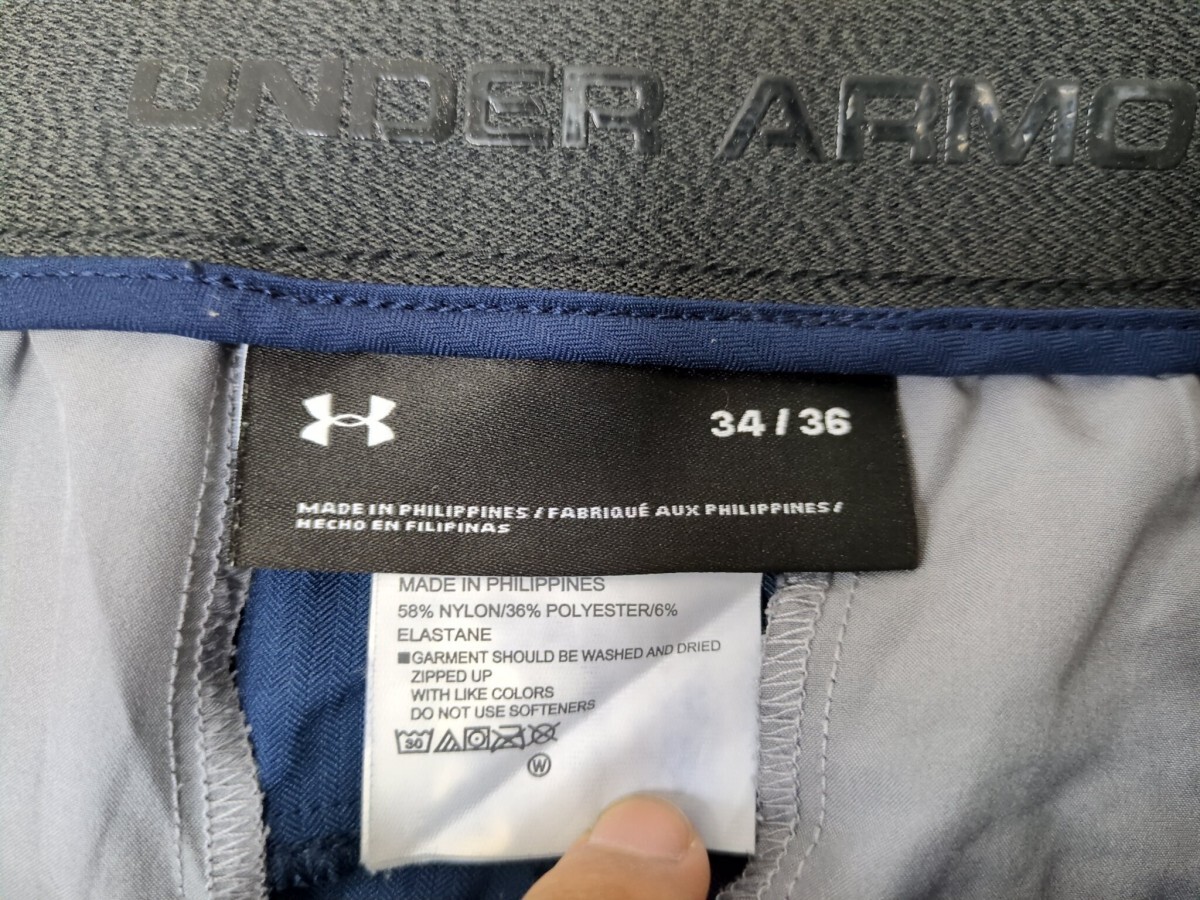 UNDER ARMO
34 / 36
MADE IN PHILIPPINES / FABRIQUÉ AUX PHILIPPINES /
HECHO EN FILIPINAS
MADE IN PHILIPPINES
58% NYLON/36% POLYESTER/6%
ELASTANE
■GARMENT SHOULD BE WASHED AND DRIED
ZIPPED UP
WITH LIKE COLORS
DO NOT USE SOFTENERS
30
W